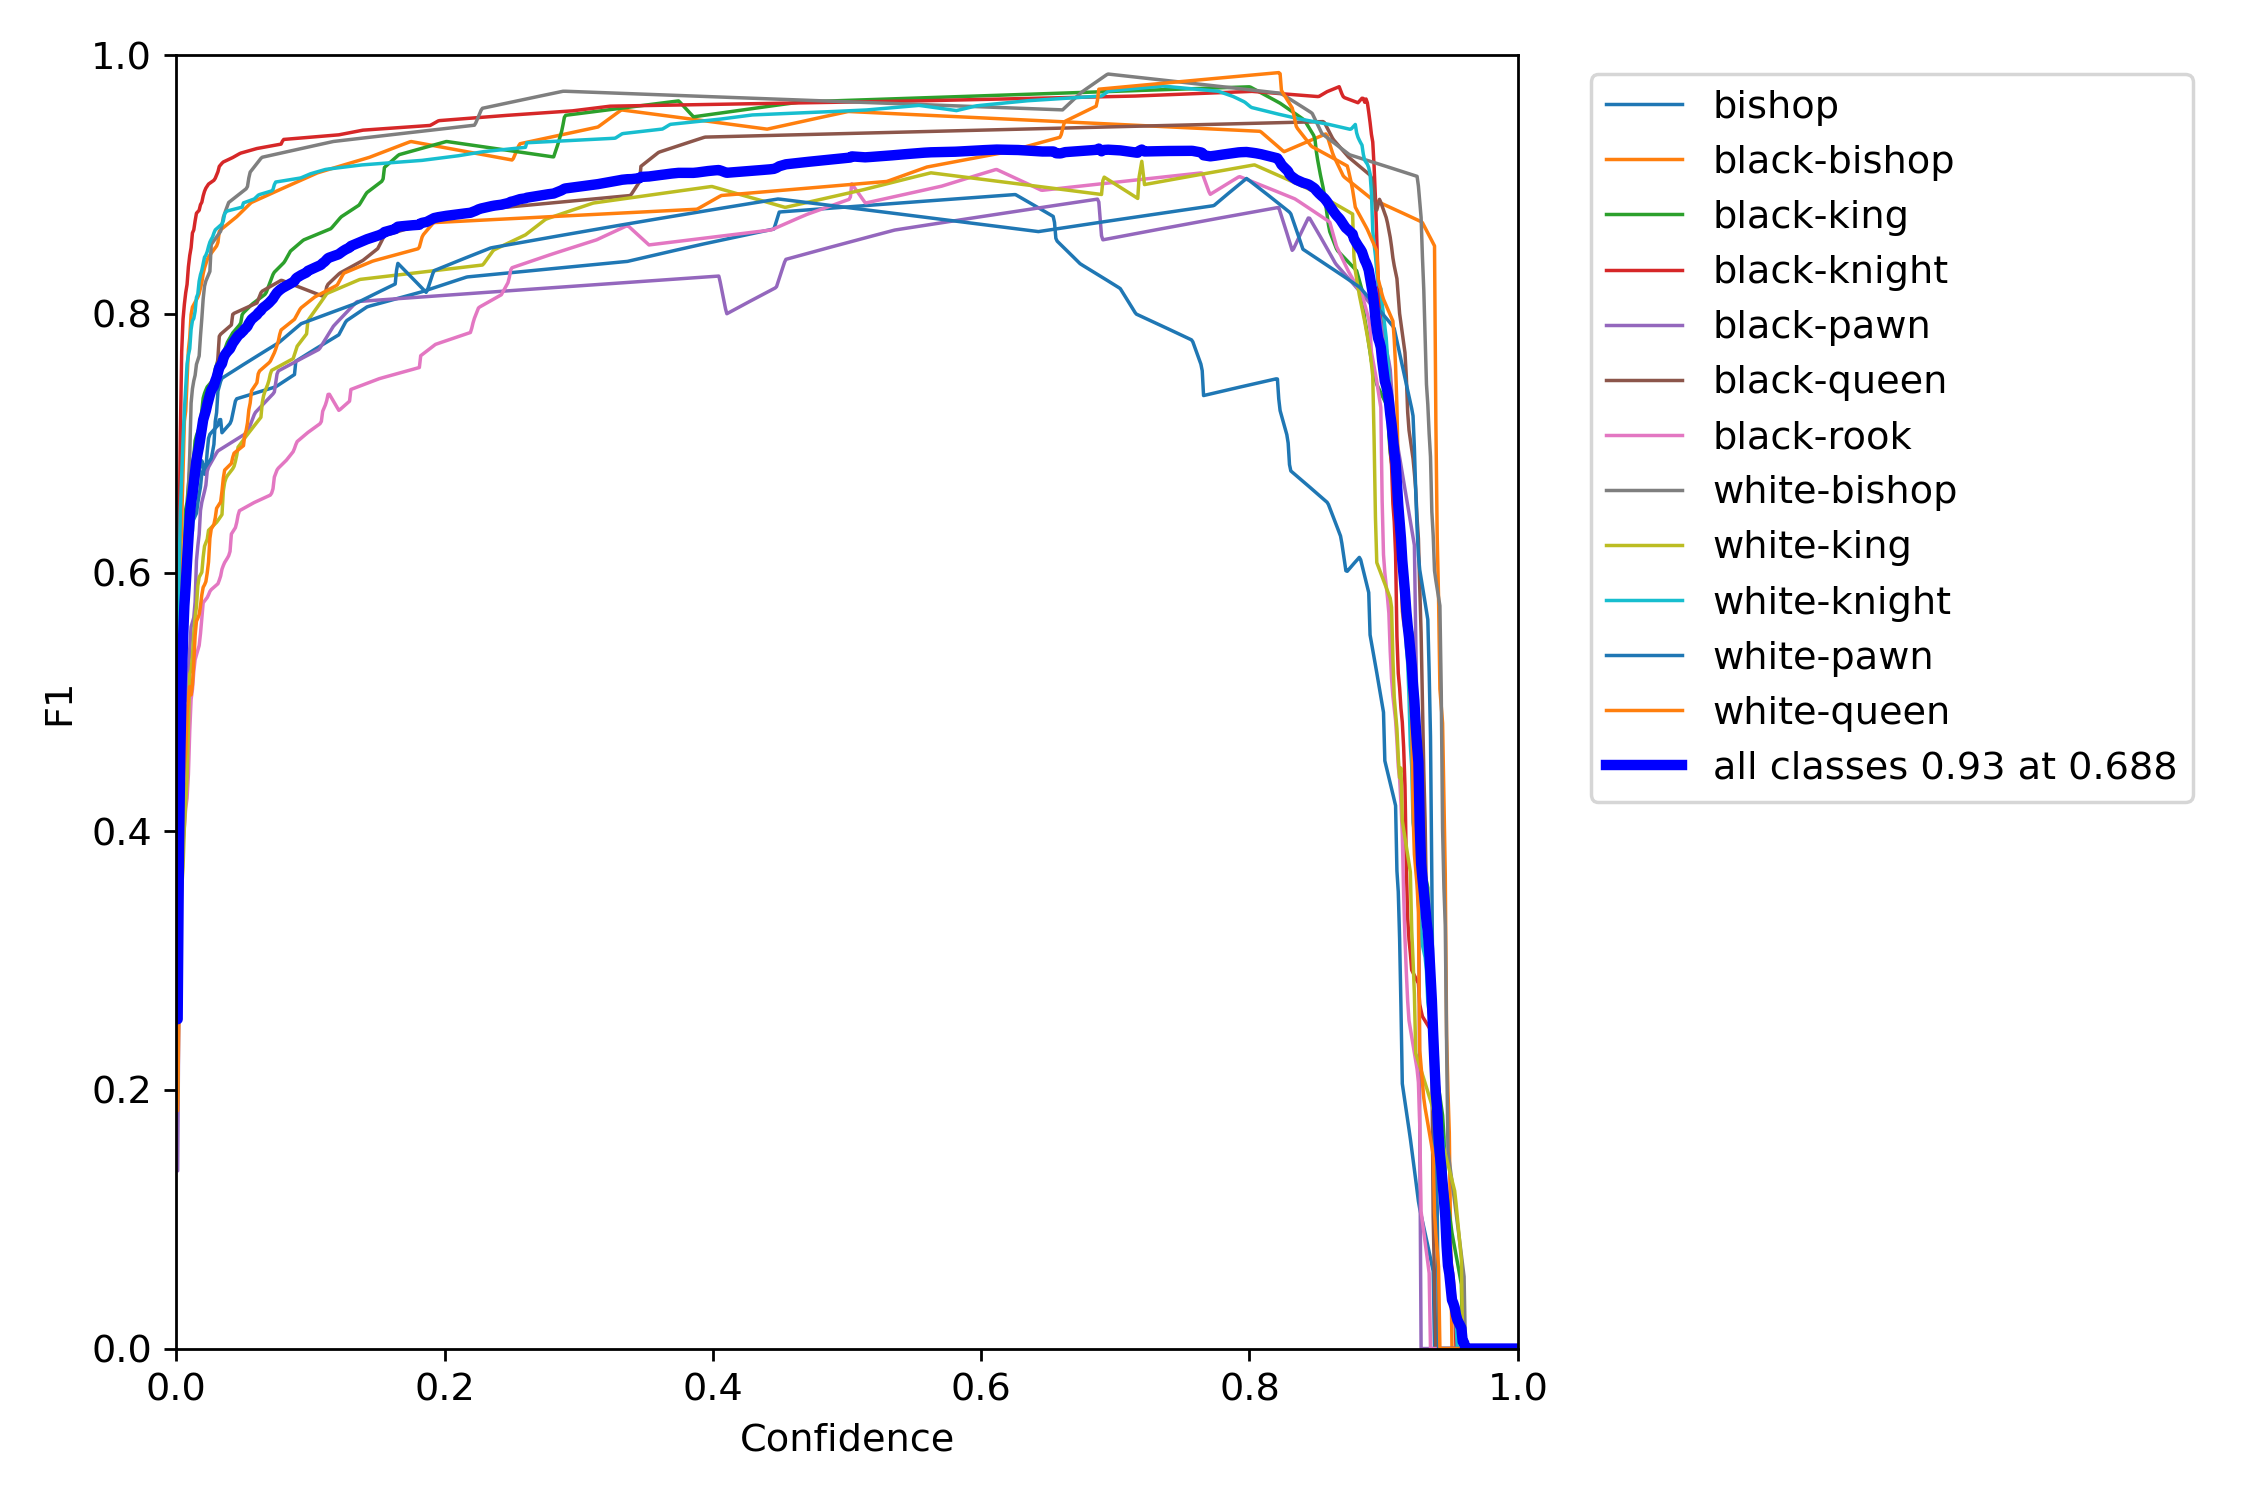 1.0
0.8
0.6
0.4
0.2
0.0
F1
0.0 0.2 0.4 0.6 0.8 1.0
Confidence
bishop
black-bishop
black-king
black-knight
black-pawn
black-queen
black-rook
white-bishop
white-king
white-knight
white-pawn
white-queen
all classes 0.93 at 0.688